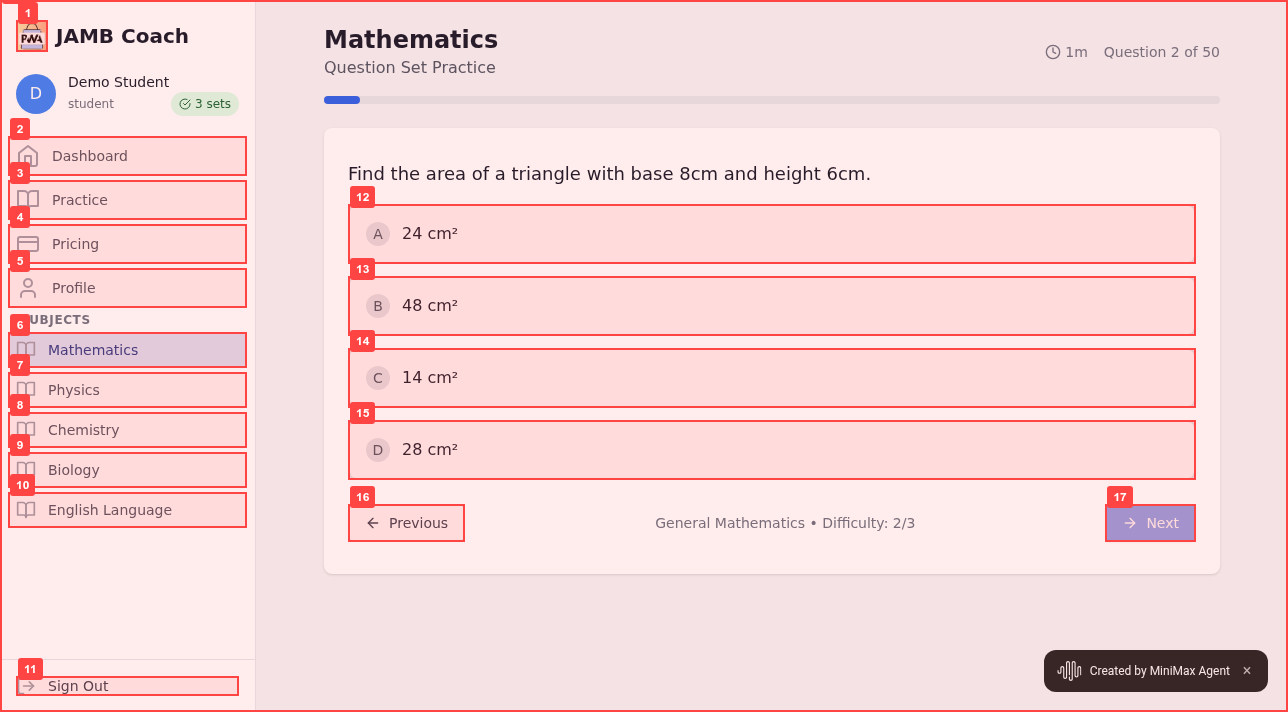 1
PWA
JAMB Coach
D
Demo Student
student
3 sets
2
Dashboard
3
Practice
4
Pricing
5
Profile
UBJECTS
6
Mathematics
7
Physics
8
Chemistry
9
Biology
10
English Language
11
Sign Out
Mathematics
Question Set Practice
1m
Question 2 of 50
Find the area of a triangle with base 8cm and height 6cm.
12
A 24 cm²
13
B 48 cm²
14
C 14 cm²
15
D 28 cm²
16
Previous
General Mathematics • Difficulty: 2/3
17
Next
Created by MiniMax Agent ×